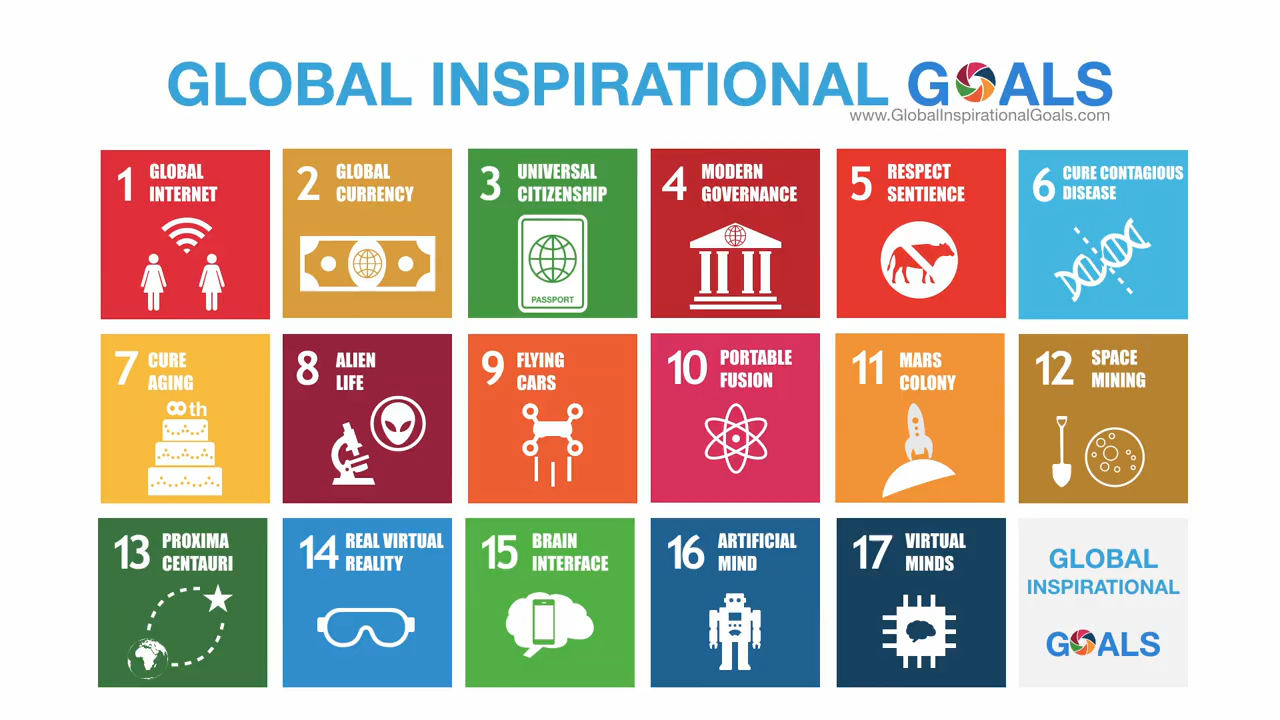 GLOBAL INSPIRATIONAL GOALS
www.GlobalInspirationalGoals.com
1 GLOBAL
INTERNET
2 GLOBAL
CURRENCY
3 UNIVERSAL
CITIZENSHIP
PASSPORT
4 MODERN
GOVERNANCE
5 RESPECT
SENTIENCE
6 CURE CONTAGIOUS
DISEASE
7 CURE
AGING
∞th
8 ALIEN
LIFE
9 FLYING
CARS
10 PORTABLE
FUSION
11 MARS
COLONY
12 SPACE
MINING
13 PROXIMA
CENTAURI
14 REAL VIRTUAL
REALITY
15 BRAIN
INTERFACE
16 ARTIFICIAL
MIND
17 VIRTUAL
MINDS
GLOBAL
INSPIRATIONAL
GOALS